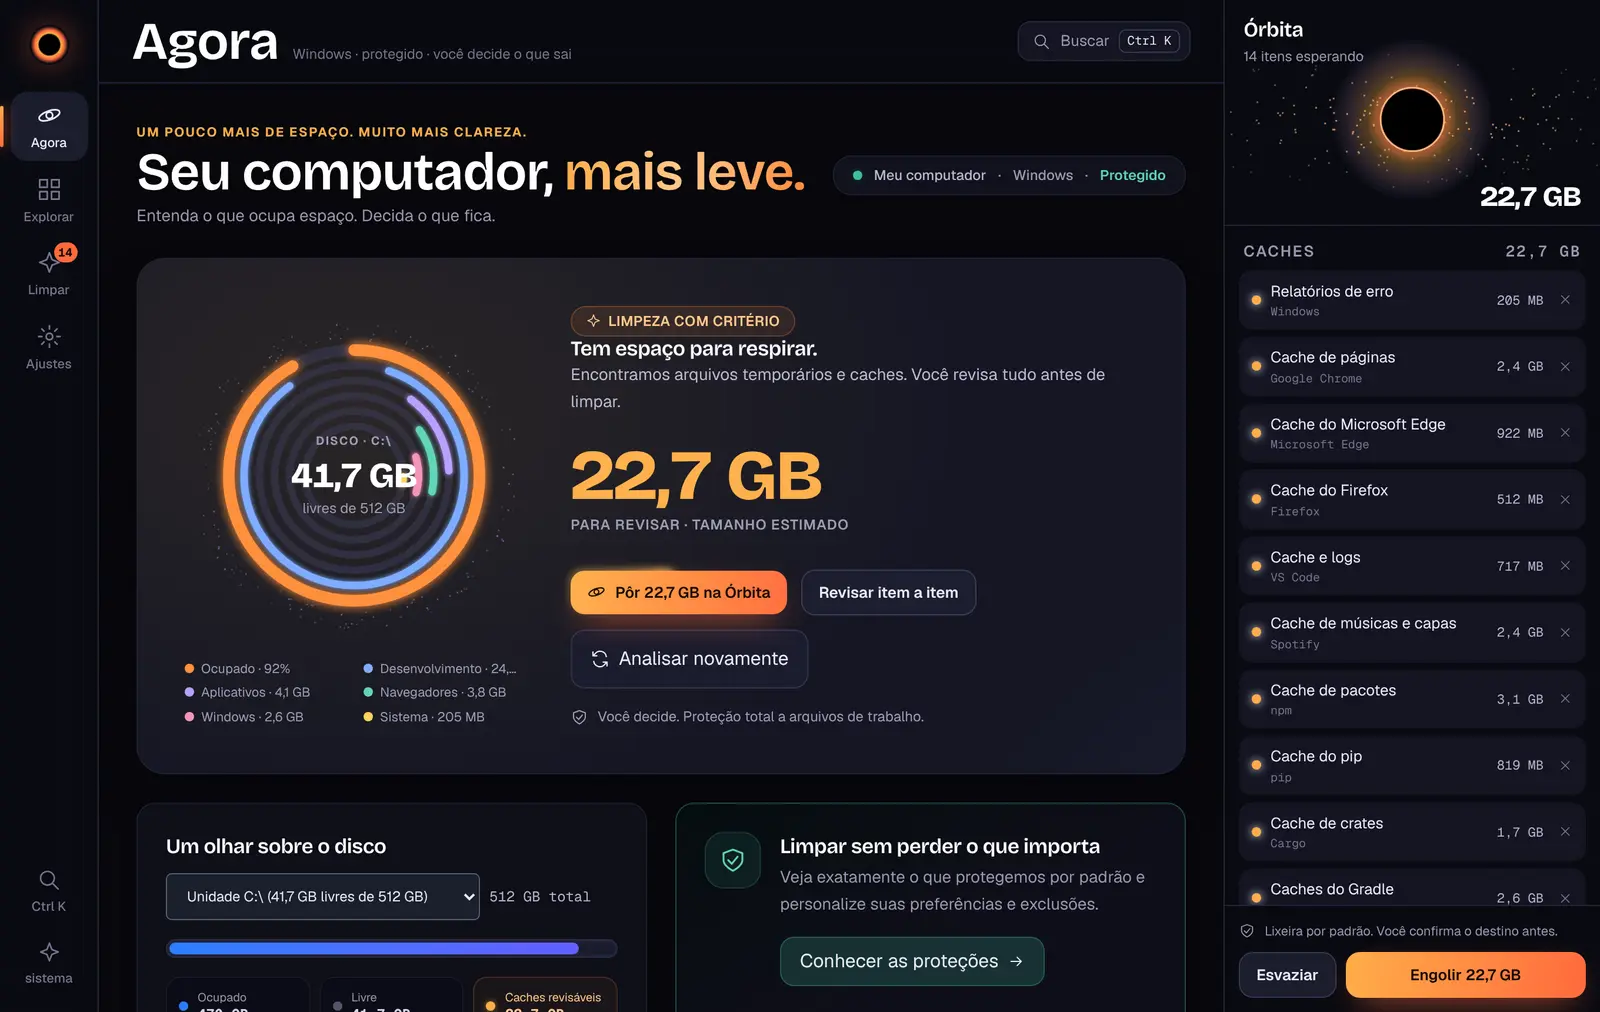 Agora
Explorar
14
Limpar
Ajustes
Ctrl K
sistema
Agora
Windows · protegido · você decide o que sai
Buscar Ctrl K
UM POUCO MAIS DE ESPAÇO. MUITO MAIS CLAREZA.
Seu computador, mais leve.
Entenda o que ocupa espaço. Decida o que fica.
Meu computador · Windows · Protegido
DISCO · C:\
41,7 GB
livres de 512 GB
Ocupado · 92%
Desenvolvimento · 24,...
Aplicativos · 4,1 GB
Navegadores · 3,8 GB
Windows · 2,6 GB
Sistema · 205 MB
LIMPEZA COM CRITÉRIO
Tem espaço para respirar.
Encontramos arquivos temporários e caches. Você revisa tudo antes de
limpar.
22,7 GB
PARA REVISAR · TAMANHO ESTIMADO
Pôr 22,7 GB na Órbita
Revisar item a item
Analisar novamente
Você decide. Proteção total a arquivos de trabalho.
Um olhar sobre o disco
Unidade C:\ (41,7 GB livres de 512 GB)
512 GB total
Ocupado
Livre
Caches revisáveis
Limpar sem perder o que importa
Veja exatamente o que protegemos por padrão e
personalize suas preferências e exclusões.
Conhecer as proteções →
Órbita
14 itens esperando
22,7 GB
CACHES 22,7 GB
Relatórios de erro
Windows
205 MB
Cache de páginas
Google Chrome
2,4 GB
Cache do Microsoft Edge
Microsoft Edge
922 MB
Cache do Firefox
Firefox
512 MB
Cache e logs
VS Code
717 MB
Cache de músicas e capas
Spotify
2,4 GB
Cache de pacotes
npm
3,1 GB
Cache do pip
pip
819 MB
Cache de crates
Cargo
1,7 GB
Caches do Gradle
2,6 GB
Lixeira por padrão. Você confirma o destino antes.
Esvaziar
Engolir 22,7 GB